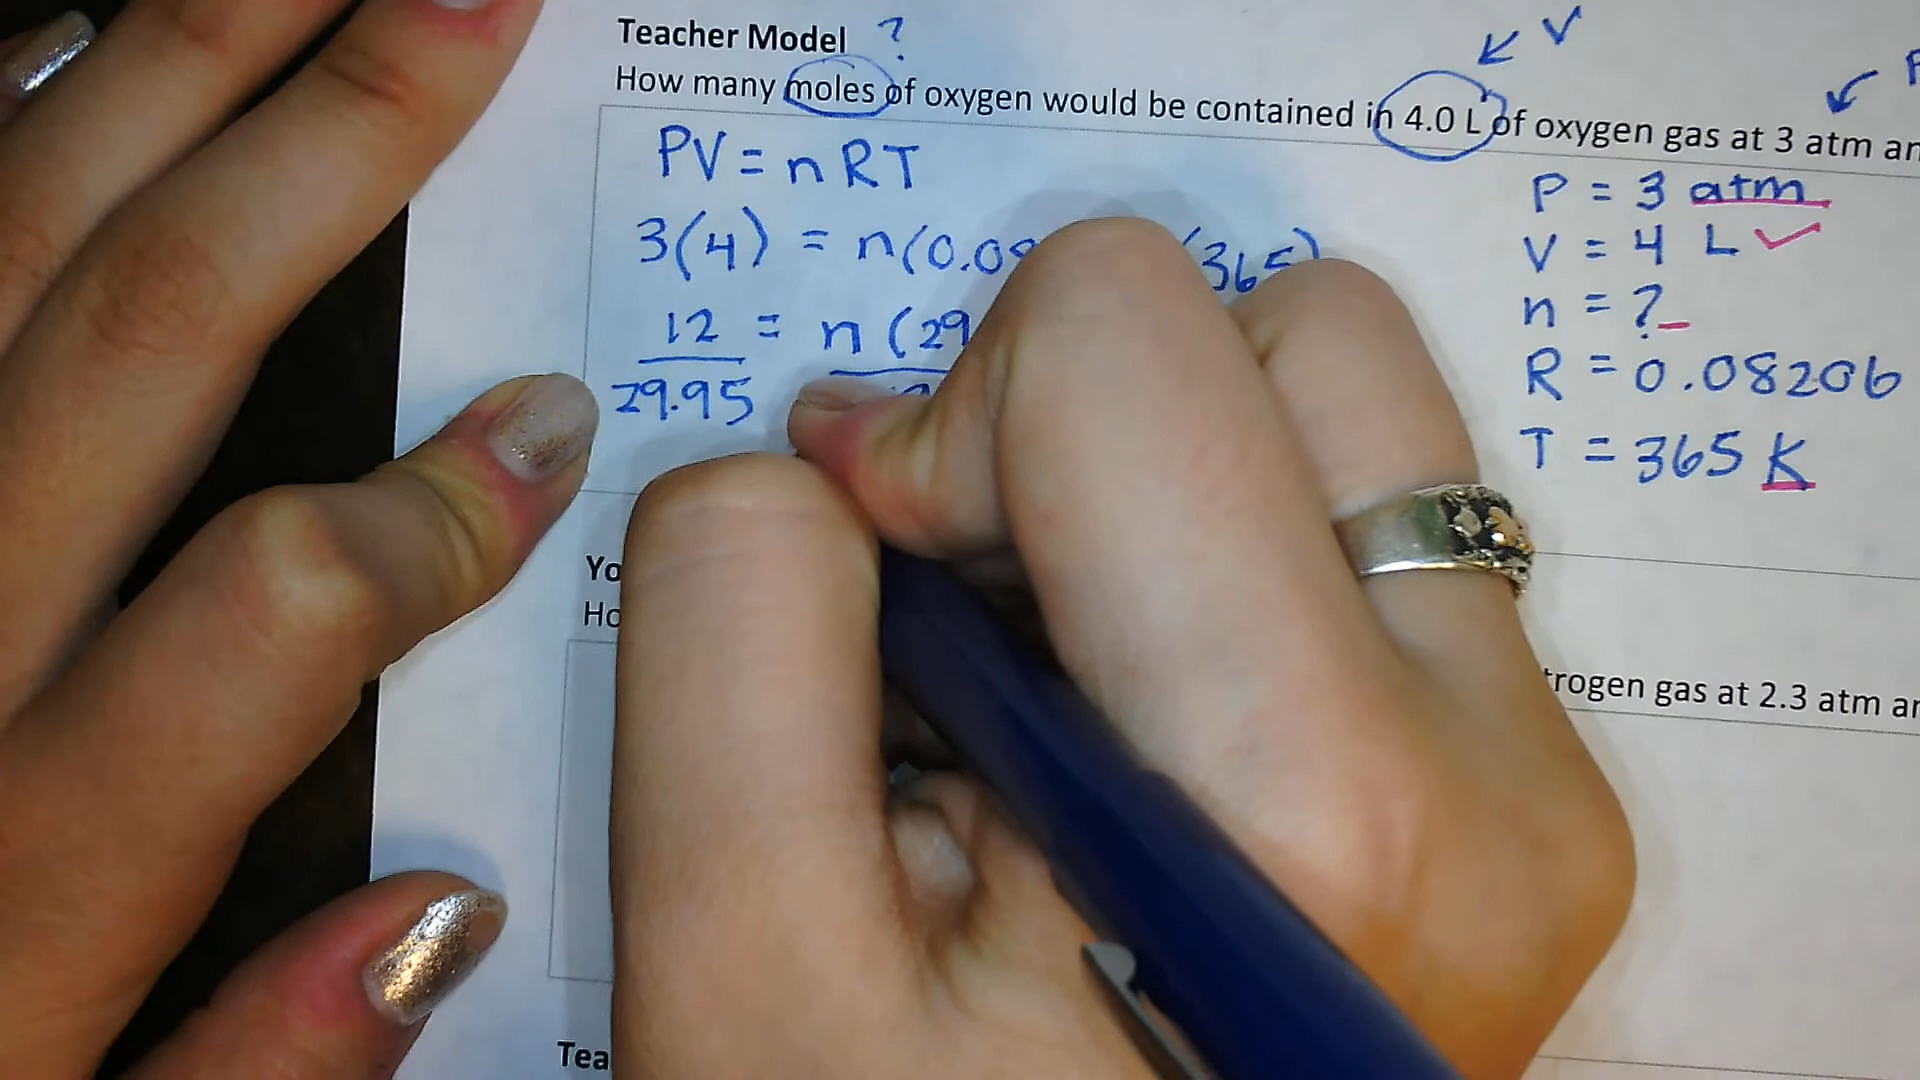 Teacher Model ?
V
How many moles of oxygen would be contained in 4.0 L of oxygen gas at 3 atm
PV = nRT
P = 3 atm
3(4) = n(0.08 (365)
V = 4 L ✓
12 = n (29
n = ?
29.95
R = 0.08206
T = 365 K
trogen gas at 2.3 atm